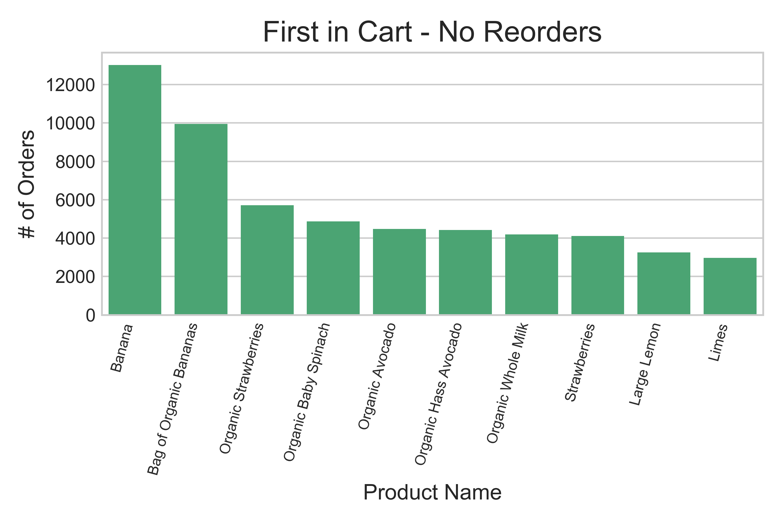 First in Cart - No Reorders
# of Orders
12000
10000
8000
6000
4000
2000
0
Banana
Bag of Organic Bananas
Organic Strawberries
Organic Baby Spinach
Organic Avocado
Organic Hass Avocado
Organic Whole Milk
Strawberries
Large Lemon
Limes
Product Name